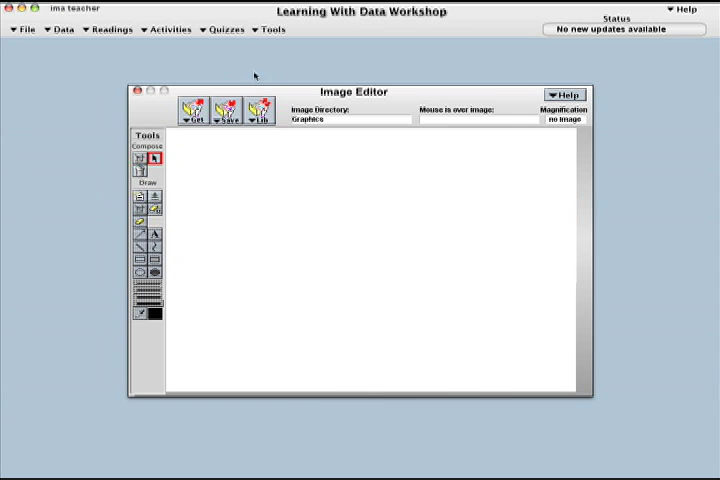 ima teacher
Learning With Data Workshop
Help
Status
File Data Readings Activities Quizzes Tools
No new updates available
Image Editor
Help
Get Save Lib
Image Directory: Mouse is over image: Magnification
Graphics no image
Tools
Compose
Draw
A